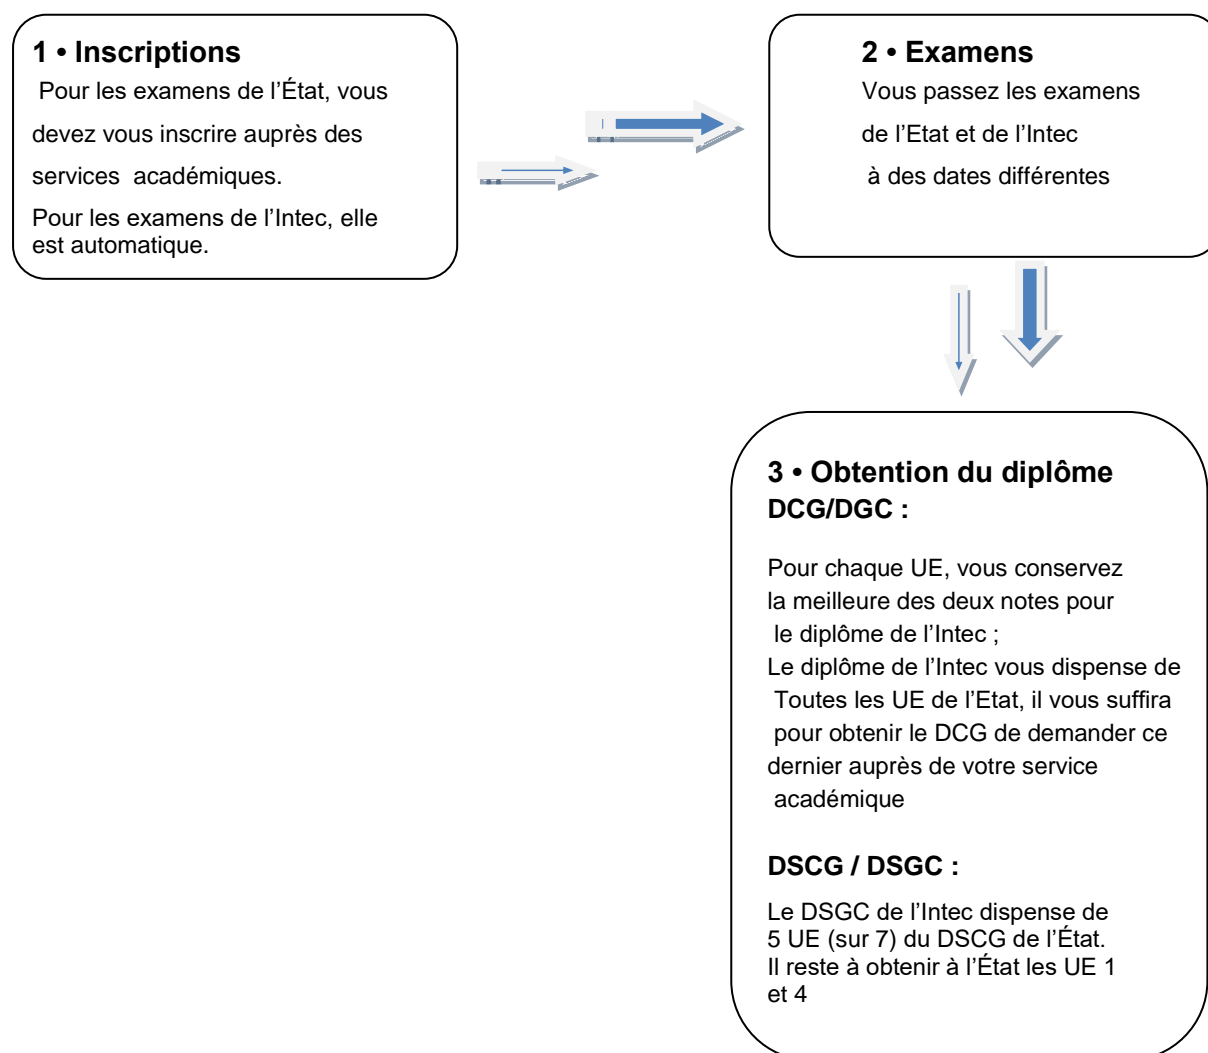 1 • Inscriptions
Pour les examens de l’État, vous
devez vous inscrire auprès des
services académiques.
Pour les examens de l’Intec, elle
est automatique.
2 • Examens
Vous passez les examens
de l’Etat et de l’Intec
à des dates différentes
3 • Obtention du diplôme
DCG/DGC :
Pour chaque UE, vous conservez
la meilleure des deux notes pour
le diplôme de l’Intec ;
Le diplôme de l’Intec vous dispense de
Toutes les UE de l’Etat, il vous suffira
pour obtenir le DCG de demander ce
dernier auprès de votre service
académique
DSCG / DSGC :
Le DSGC de l’Intec dispense de
5 UE (sur 7) du DSCG de l’État.
Il reste à obtenir à l’État les UE 1
et 4